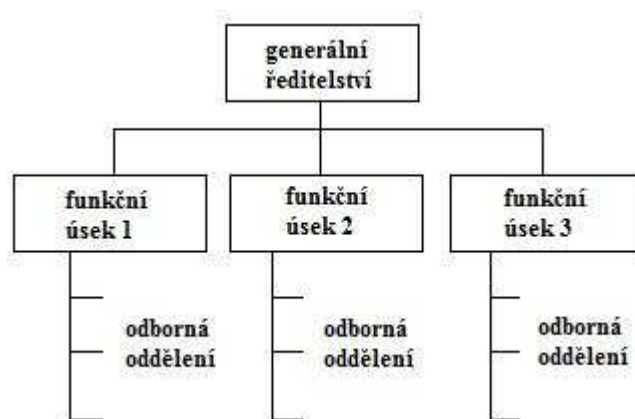 generální
ředitelství
funkční
úsek 1
funkční
úsek 2
funkční
úsek 3
odborná
oddělení
odborná
oddělení
odborná
oddělení